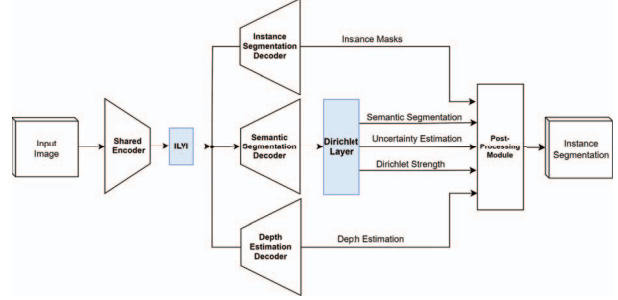 Instance
Segmentation
Decoder
Insance Masks
Input
Image
Shared
Encoder
Semantic
Segmentation
Decoder
Dirichlet
Layer
Semantic Segmentation
Uncertainty Estimation
Dirichlet Strength
Post-
Processing
Module
Instance
Segmentation
Depth
Estimation
Decoder
Deph Estimation